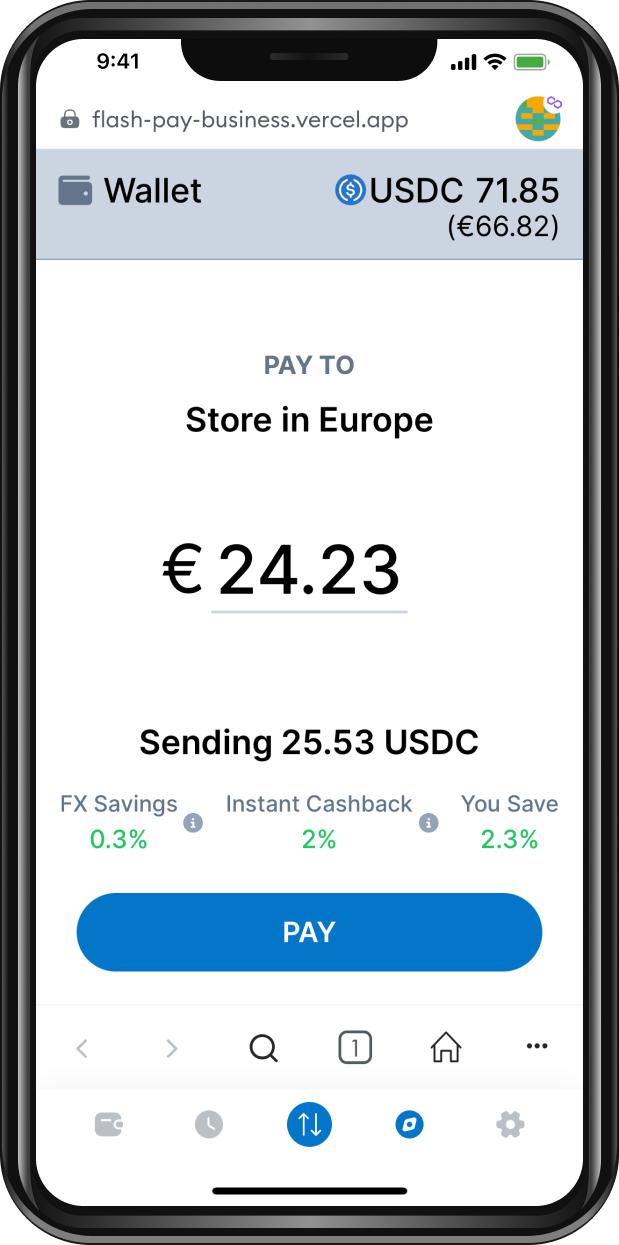 9:41
flash-pay-business.vercel.app
Wallet
USDC 71.85
(€66.82)
PAY TO
Store in Europe
€ 24.23
Sending 25.53 USDC
FX Savings
Instant Cashback
You Save
0.3%
2%
2.3%
PAY
1